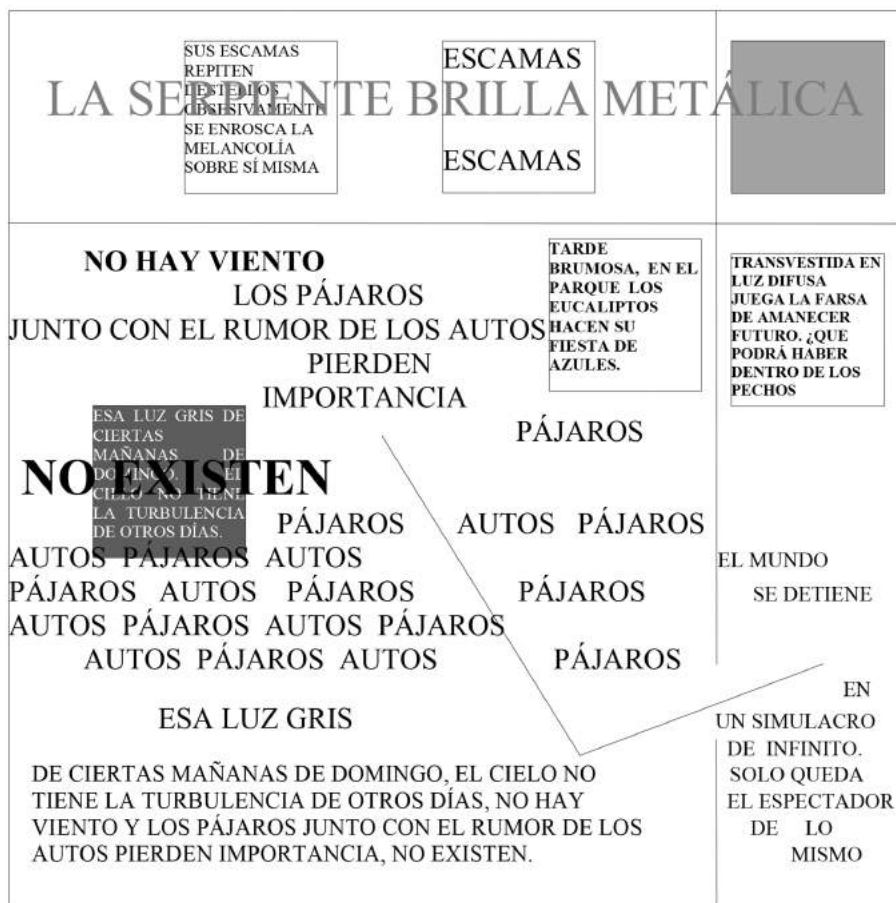 LA SERPIENTE BRILLA METÁLICA
SUS ESCAMAS
REPITEN
DESTELLOS
OBSESIVAMENTE
SE ENROSCA LA
MELANCOLÍA
SOBRE SÍ MISMA
ESCAMAS
ESCAMAS
NO HAY VIENTO
LOS PÁJAROS
JUNTO CON EL RUMOR DE LOS AUTOS
PIERDEN
IMPORTANCIA
TARDE
BRUMOSA, EN EL
PARQUE LOS
EUCALIPTOS
HACEN SU
FIESTA DE
AZULES.
TRANSVESTIDA EN
LUZ DIFUSA
JUEGA LA FARSA
DE AMANECER
FUTURO. ¿QUE
PODRÁ HABER
DENTRO DE LOS
PECHOS
ESA LUZ GRIS DE
CIERTAS
MAÑANAS DE
DOMINGO. EL
CIELO NO TIENE
LA TURBULENCIA
DE OTROS DÍAS.
NO EXISTEN
PÁJAROS
PÁJAROS AUTOS PÁJAROS
AUTOS PÁJAROS AUTOS
PÁJAROS AUTOS PÁJAROS PÁJAROS
AUTOS PÁJAROS AUTOS PÁJAROS
AUTOS PÁJAROS AUTOS PÁJAROS
ESA LUZ GRIS
DE CIERTAS MAÑANAS DE DOMINGO, EL CIELO NO
TIENE LA TURBULENCIA DE OTROS DÍAS, NO HAY
VIENTO Y LOS PÁJAROS JUNTO CON EL RUMOR DE LOS
AUTOS PIERDEN IMPORTANCIA, NO EXISTEN.
EL MUNDO
SE DETIENE
EN
UN SIMULACRO
DE INFINITO.
SOLO QUEDA
EL ESPECTADOR
DE LO
MISMO